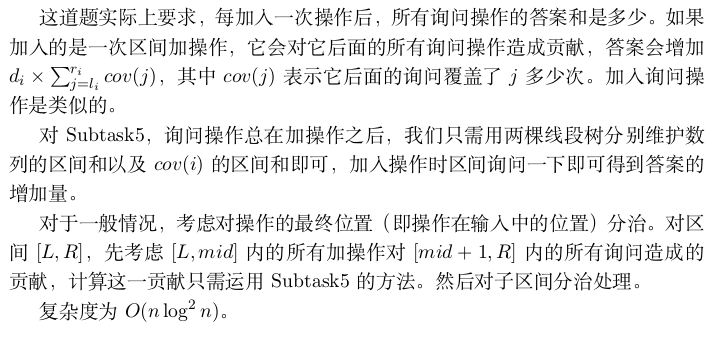 这道题实际上要求，每加入一次操作后，所有询问操作的答案和是多少。如果
加入的是一次区间加操作，它会对它后面的所有询问操作造成贡献，答案会增加
$d_i \times \sum_{j=l_i}^{r_i} cov(j)$，其中 $cov(j)$ 表示它后面的询问覆盖了 $j$ 多少次。加入询问操
作是类似的。
对 Subtask5，询问操作总在加操作之后，我们只需用两棵线段树分别维护数
列的区间和以及 $cov(i)$ 的区间和即可，加入操作时区间询问一下即可得到答案的
增加量。
对于一般情况，考虑对操作的最终位置（即操作在输入中的位置）分治。对区
间 $[L, R]$，先考虑 $[L, mid]$ 内的所有加操作对 $[mid + 1, R]$ 内的所有询问造成的
贡献，计算这一贡献只需运用 Subtask5 的方法。然后对子区间分治处理。
复杂度为 $O(n \log^2 n)$。